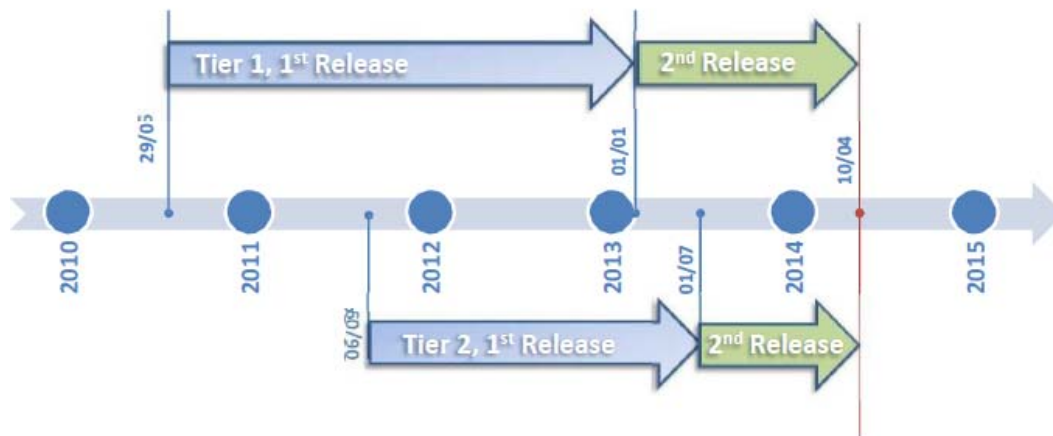 Tier 1, 1st Release
2nd Release
29/05
01/01
10/04
2010
2011
2012
2013
2014
2015
01/07
06/09
Tier 2, 1st Release
2nd Release